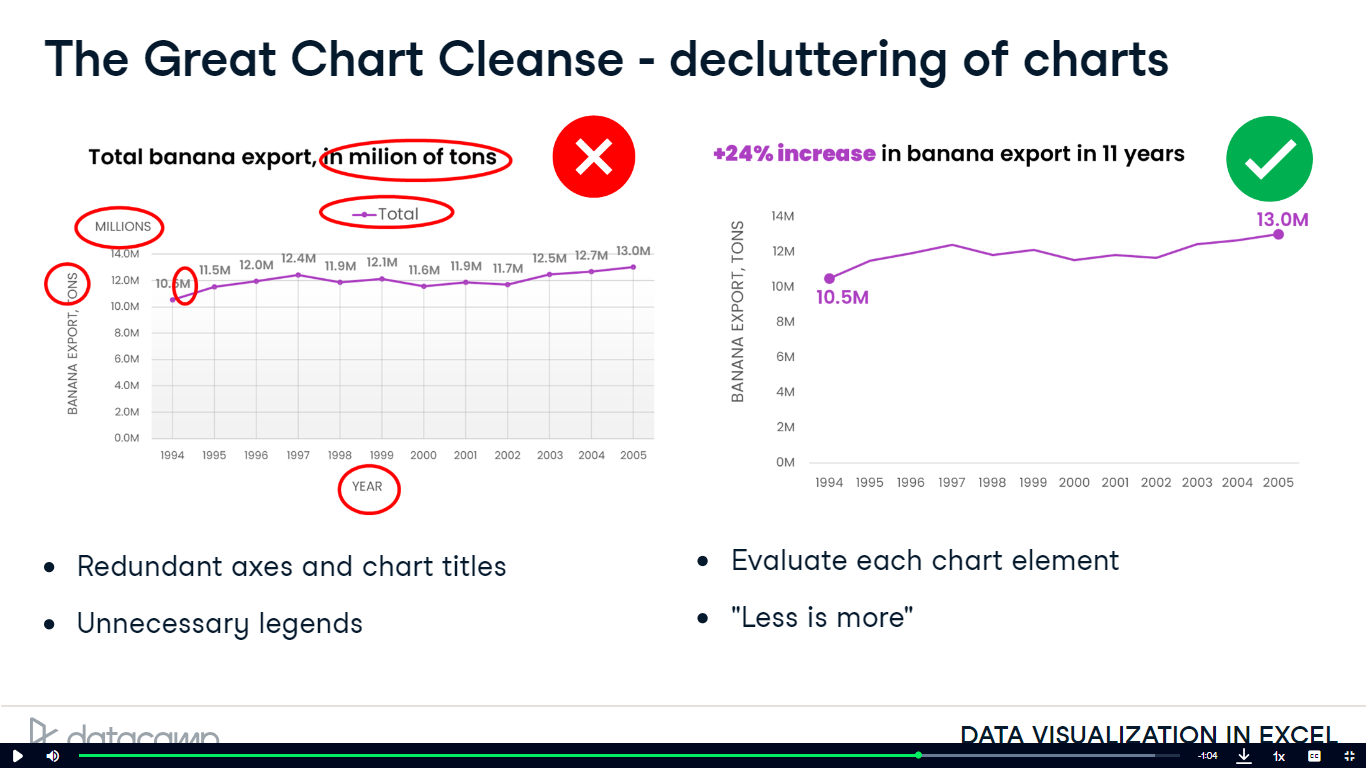 The Great Chart Cleanse - decluttering of charts
Total banana export, in milion of tons
Total
MILLIONS
BANANA EXPORT, TONS
14.0M
12.0M
10.0M
8.0M
6.0M
4.0M
2.0M
0.0M
10.5M 11.5M 12.0M 12.4M 11.9M 12.1M 11.6M 11.9M 11.7M 12.5M 12.7M 13.0M
1994 1995 1996 1997 1998 1999 2000 2001 2002 2003 2004 2005
YEAR
Redundant axes and chart titles
Unnecessary legends
+24% increase in banana export in 11 years
BANANA EXPORT, TONS
14M
12M
10M
8M
6M
4M
2M
0M
10.5M
13.0M
1994 1995 1996 1997 1998 1999 2000 2001 2002 2003 2004 2005
Evaluate each chart element
"Less is more"
datacamp
DATA VISUALIZATION IN EXCEL
-1:04
1x
CC